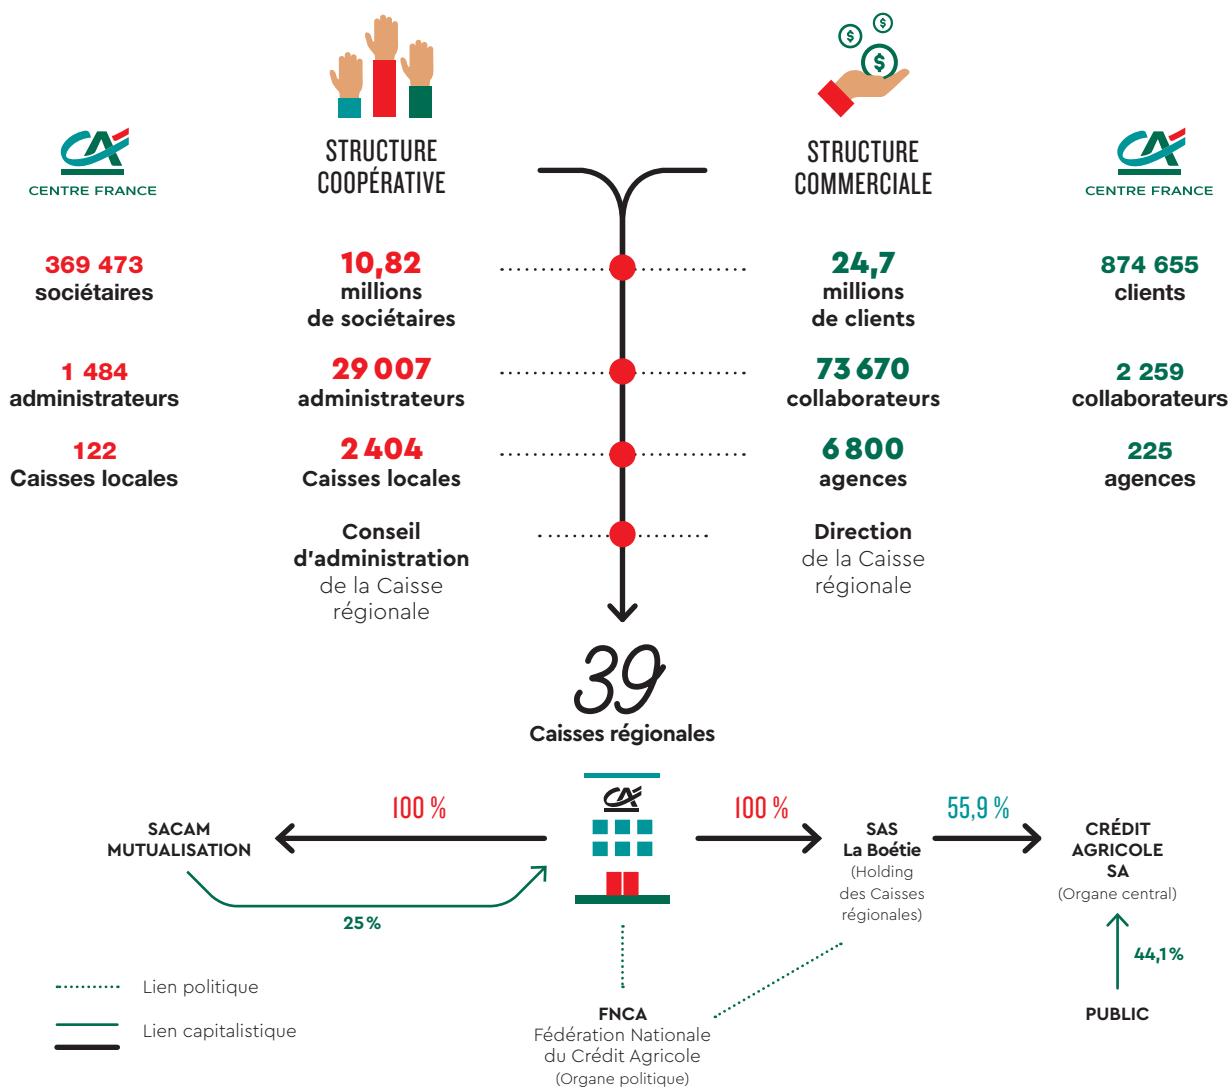 $
$
$
CA
CENTRE FRANCE
STRUCTURE
COOPÉRATIVE
STRUCTURE
COMMERCIALE
CA
CENTRE FRANCE
369 473
sociétaires
10,82
millions
de sociétaires
24,7
millions
de clients
874 655
clients
1 484
administrateurs
29 007
administrateurs
73 670
collaborateurs
2 259
collaborateurs
122
Caisses locales
2 404
Caisses locales
6 800
agences
225
agences
Conseil
d'administration
de la Caisse
régionale
Direction
de la Caisse
régionale
39
Caisses régionales
CA
SACAM
MUTUALISATION
100 %
25 %
100 %
SAS
La Boétie
(Holding
des Caisses
régionales)
55,9 %
CRÉDIT
AGRICOLE
SA
(Organe central)
44,1 %
PUBLIC
FNCA
Fédération Nationale
du Crédit Agricole
(Organe politique)
Lien politique
Lien capitalistique